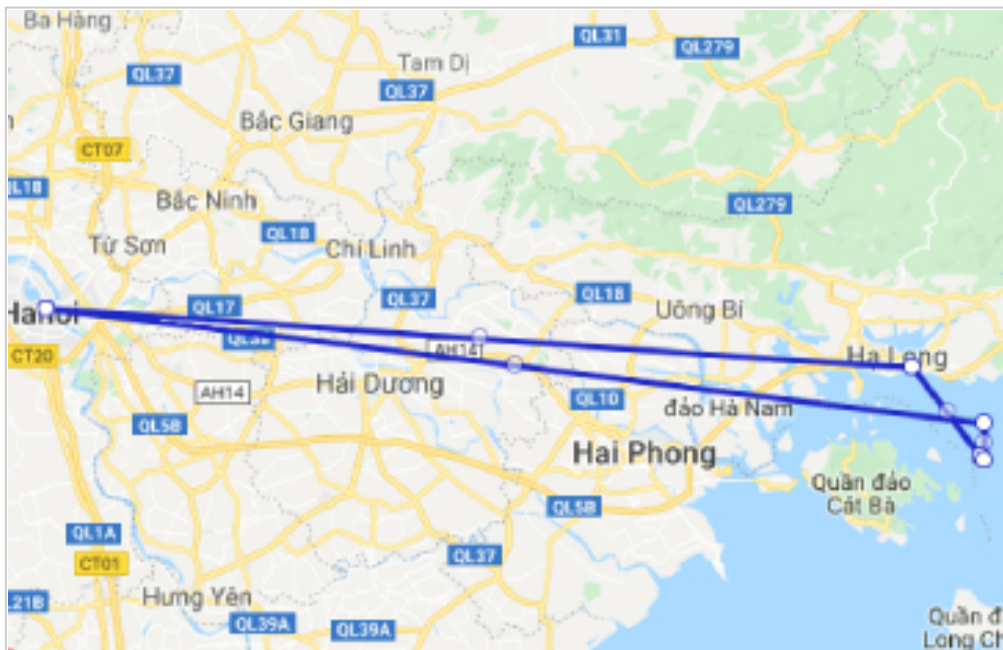 Ba Hàng
QL31
QL279
QL37
Tam Dị
QL37
Bắc Giang
CT07
QL18
Bắc Ninh
QL279
Từ Sơn
QL18
Chí Linh
Hanoi
QL17
QL37
QL18
Uông Bí
CT20
AH14
Hạ Long
AH14
Hải Dương
QL10
đảo Hà Nam
QL5B
Hai Phong
Quần đảo
Cát Bà
QL5B
QL1A
QL37
CT01
Hưng Yên
QL21B
QL39A
QL39A
Quần đ
Long Ch